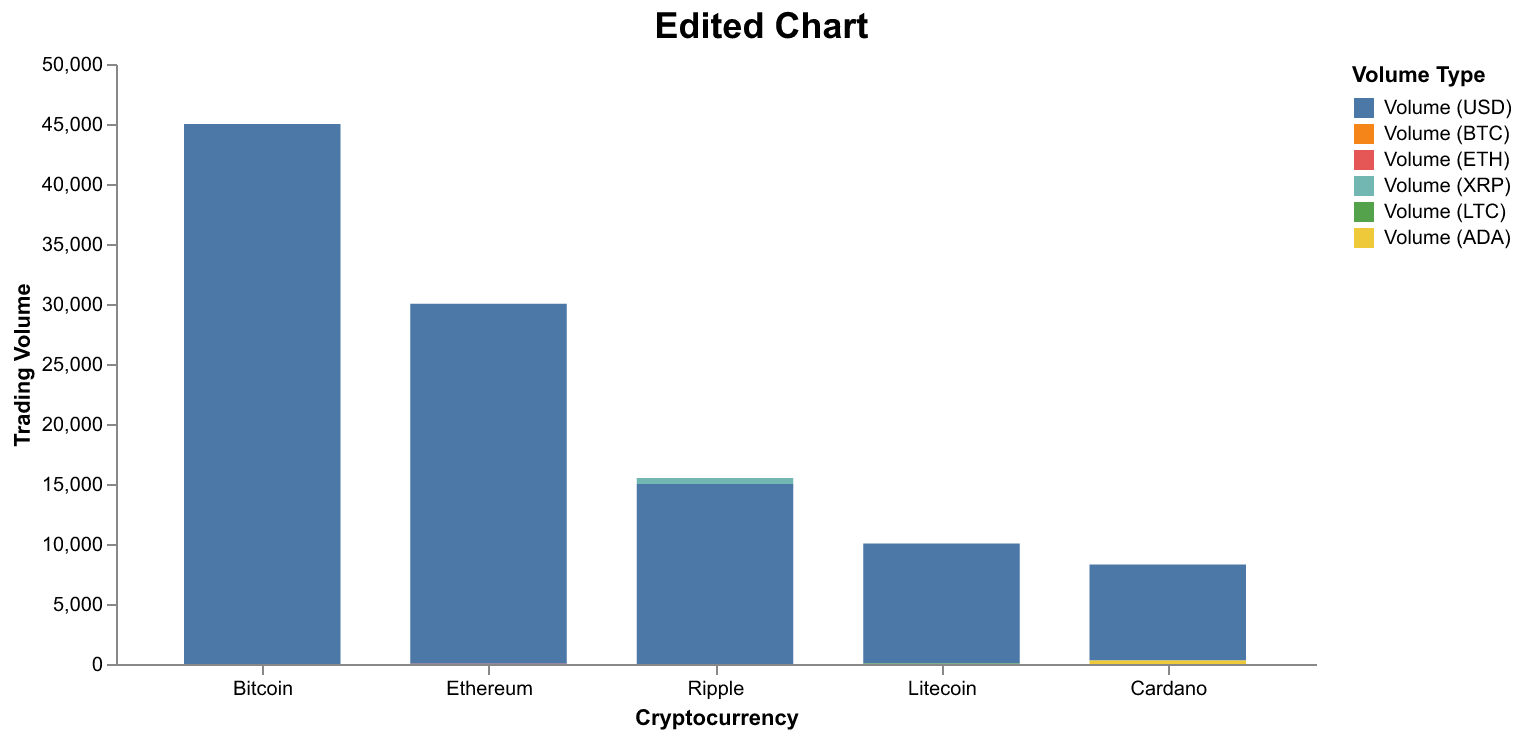 Edited Chart
50,000
45,000
40,000
35,000
30,000
25,000
20,000
15,000
10,000
5,000
0
Trading Volume
Bitcoin
Ethereum
Ripple
Litecoin
Cardano
Cryptocurrency
Volume Type
Volume (USD)
Volume (BTC)
Volume (ETH)
Volume (XRP)
Volume (LTC)
Volume (ADA)